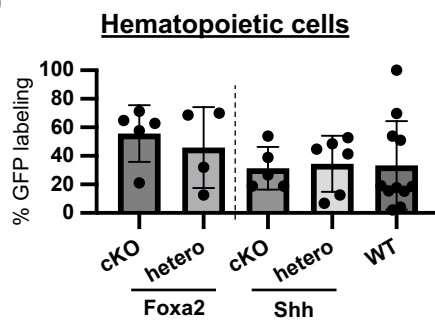 Hematopoietic cells
% GFP labeling
100
80
60
40
20
0
cKO
hetero
cKO
hetero
WT
Foxa2
Shh